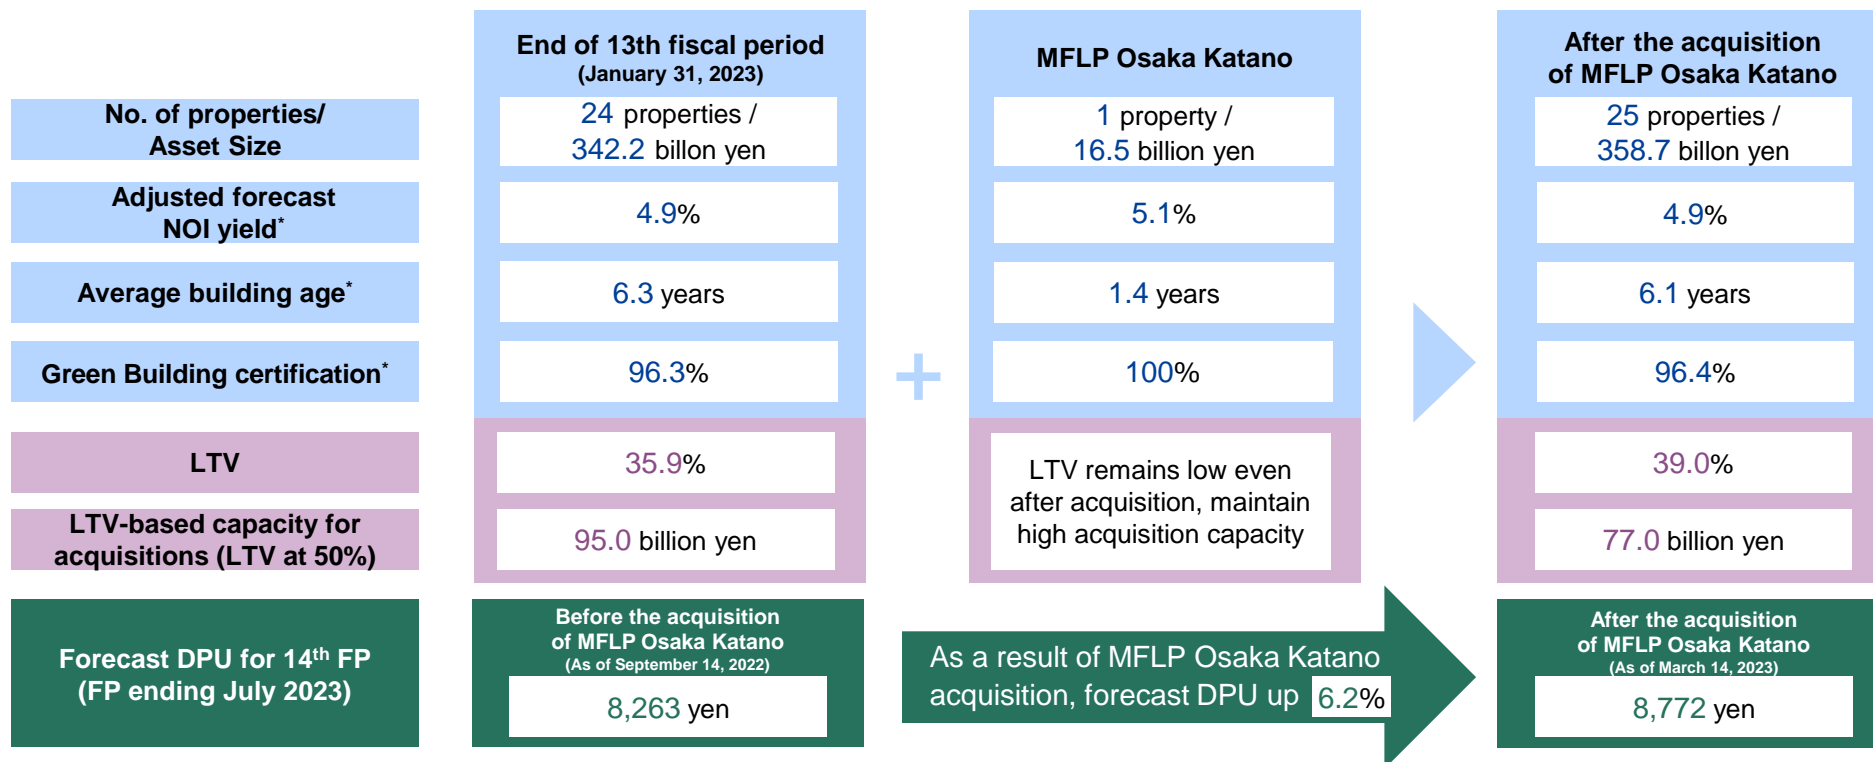 End of 13th fiscal period
(January 31, 2023)
MFLP Osaka Katano
After the acquisition
of MFLP Osaka Katano
No. of properties/
Asset Size
24 properties /
342.2 billon yen
1 property /
16.5 billion yen
25 properties /
358.7 billon yen
Adjusted forecast
NOI yield*
4.9%
5.1%
4.9%
Average building age*
6.3 years
1.4 years
6.1 years
Green Building certification*
96.3%
+
100%
96.4%
LTV
35.9%
LTV remains low even
after acquisition, maintain
high acquisition capacity
39.0%
LTV-based capacity for
acquisitions (LTV at 50%)
95.0 billion yen
77.0 billion yen
Forecast DPU for 14th FP
(FP ending July 2023)
Before the acquisition
of MFLP Osaka Katano
(As of September 14, 2022)
8,263 yen
As a result of MFLP Osaka Katano
acquisition, forecast DPU up 6.2%
After the acquisition
of MFLP Osaka Katano
(As of March 14, 2023)
8,772 yen